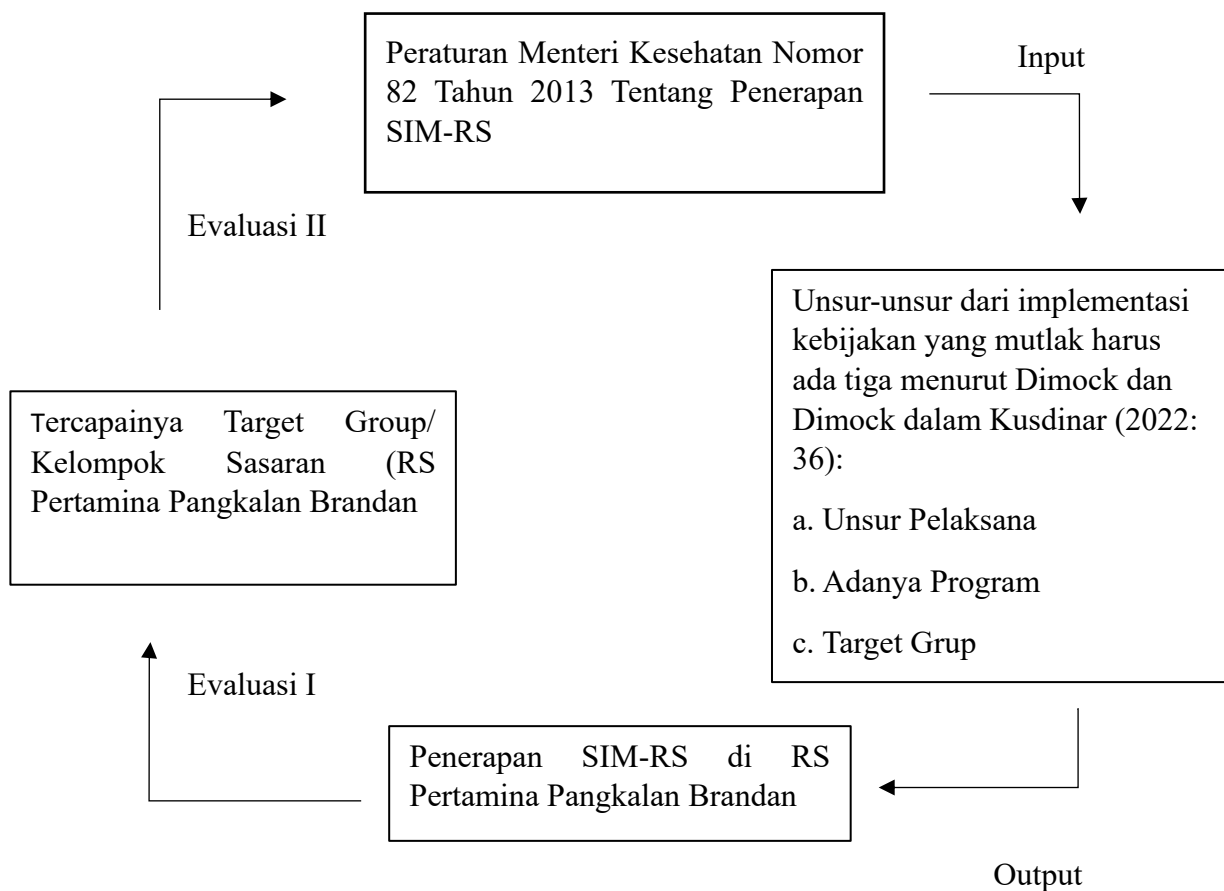 Peraturan Menteri Kesehatan Nomor
82 Tahun 2013 Tentang Penerapan
SIM-RS
Input
Evaluasi II
Unsur-unsur dari implementasi
kebijakan yang mutlak harus
ada tiga menurut Dimock dan
Dimock dalam Kusdinar (2022:
36):
a. Unsur Pelaksana
b. Adanya Program
c. Target Grup
Tercapainya Target Group/
Kelompok Sasaran (RS
Pertamina Pangkalan Brandan
Evaluasi I
Penerapan SIM-RS di RS
Pertamina Pangkalan Brandan
Output